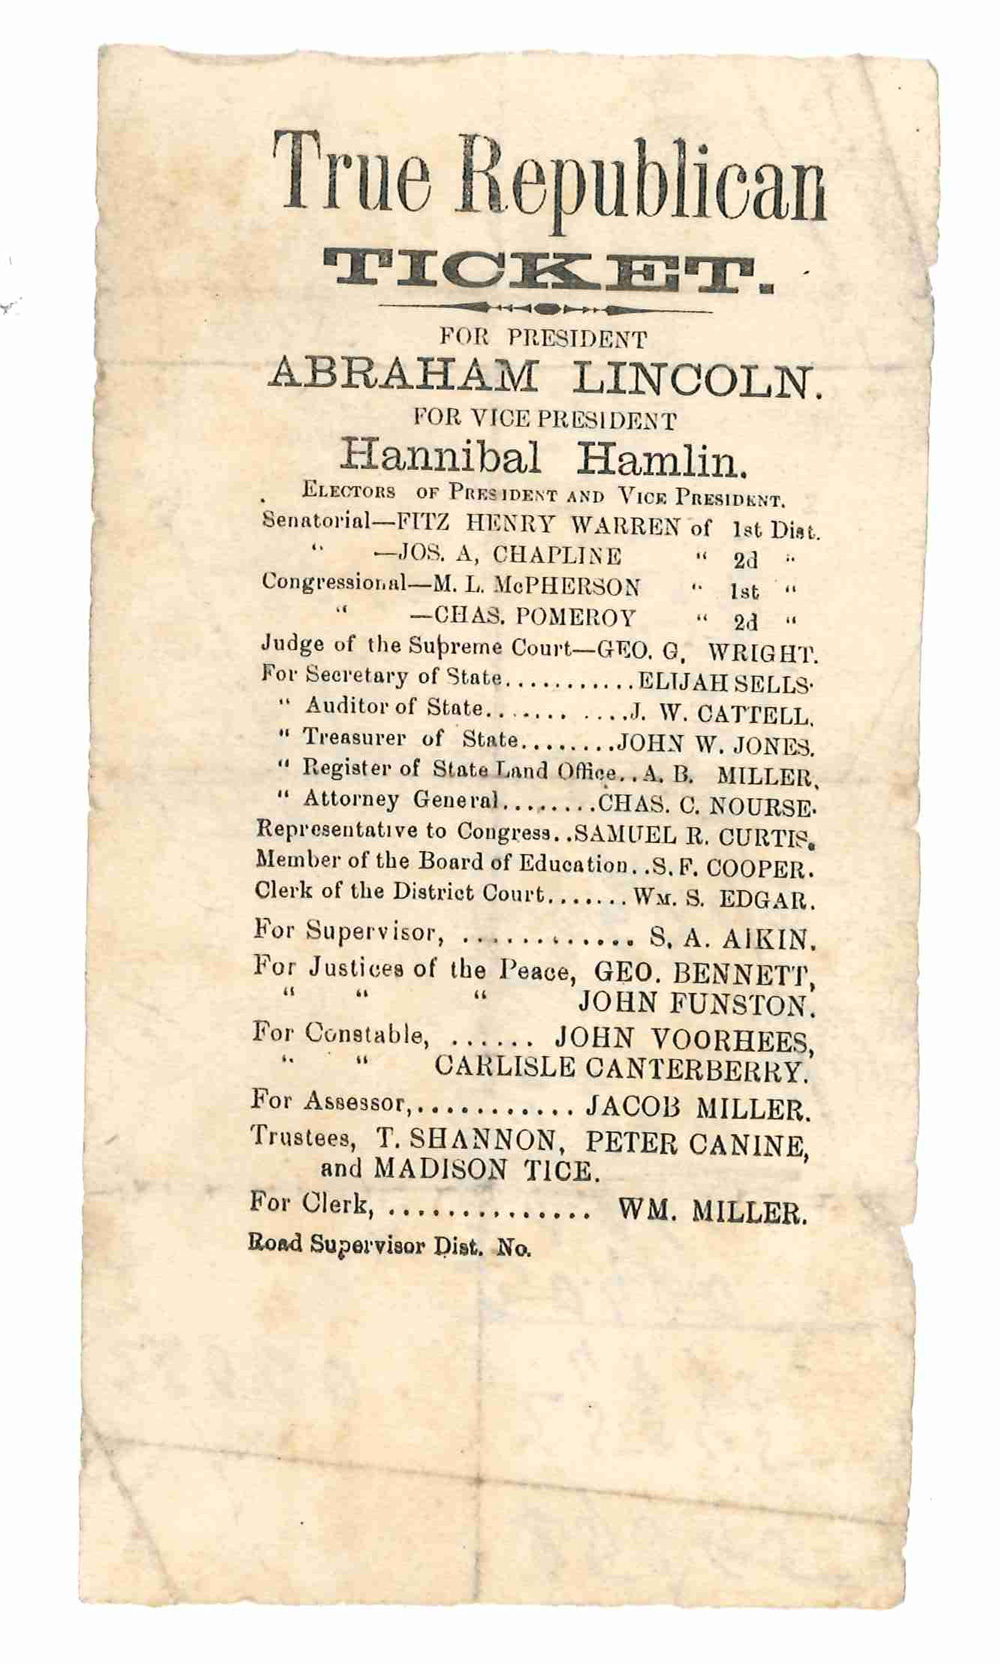 True Republican
TICKET.
FOR PRESIDENT
ABRAHAM LINCOLN.
FOR VICE PRESIDENT
Hannibal Hamlin.
ELECTORS OF PRESIDENT AND VICE PRESIDENT.
Senatorial—FITZ HENRY WARREN of 1st Dist.
" —JOS. A, CHAPLINE " 2d "
Congressional—M. L. McPHERSON " 1st "
" —CHAS. POMEROY " 2d "
Judge of the Supreme Court—GEO. G, WRIGHT.
For Secretary of State............ELIJAH SELLS.
" Auditor of State............J. W. CATTELL.
" Treasurer of State........JOHN W. JONES.
" Register of State Land Office..A. B. MILLER,
" Attorney General........CHAS. C. NOURSE.
Representative to Congress..SAMUEL R. CURTIS.
Member of the Board of Education..S. F. COOPER.
Clerk of the District Court.......WM. S. EDGAR.
For Supervisor, ............. S. A. AIKIN.
For Justices of the Peace, GEO. BENNETT,
" " " JOHN FUNSTON.
For Constable, ...... JOHN VOORHEES,
" " CARLISLE CANTERBERRY.
For Assessor,........... JACOB MILLER.
Trustees, T. SHANNON, PETER CANINE,
and MADISON TICE.
For Clerk, .............. WM. MILLER.
Road Supervisor Dist. No.